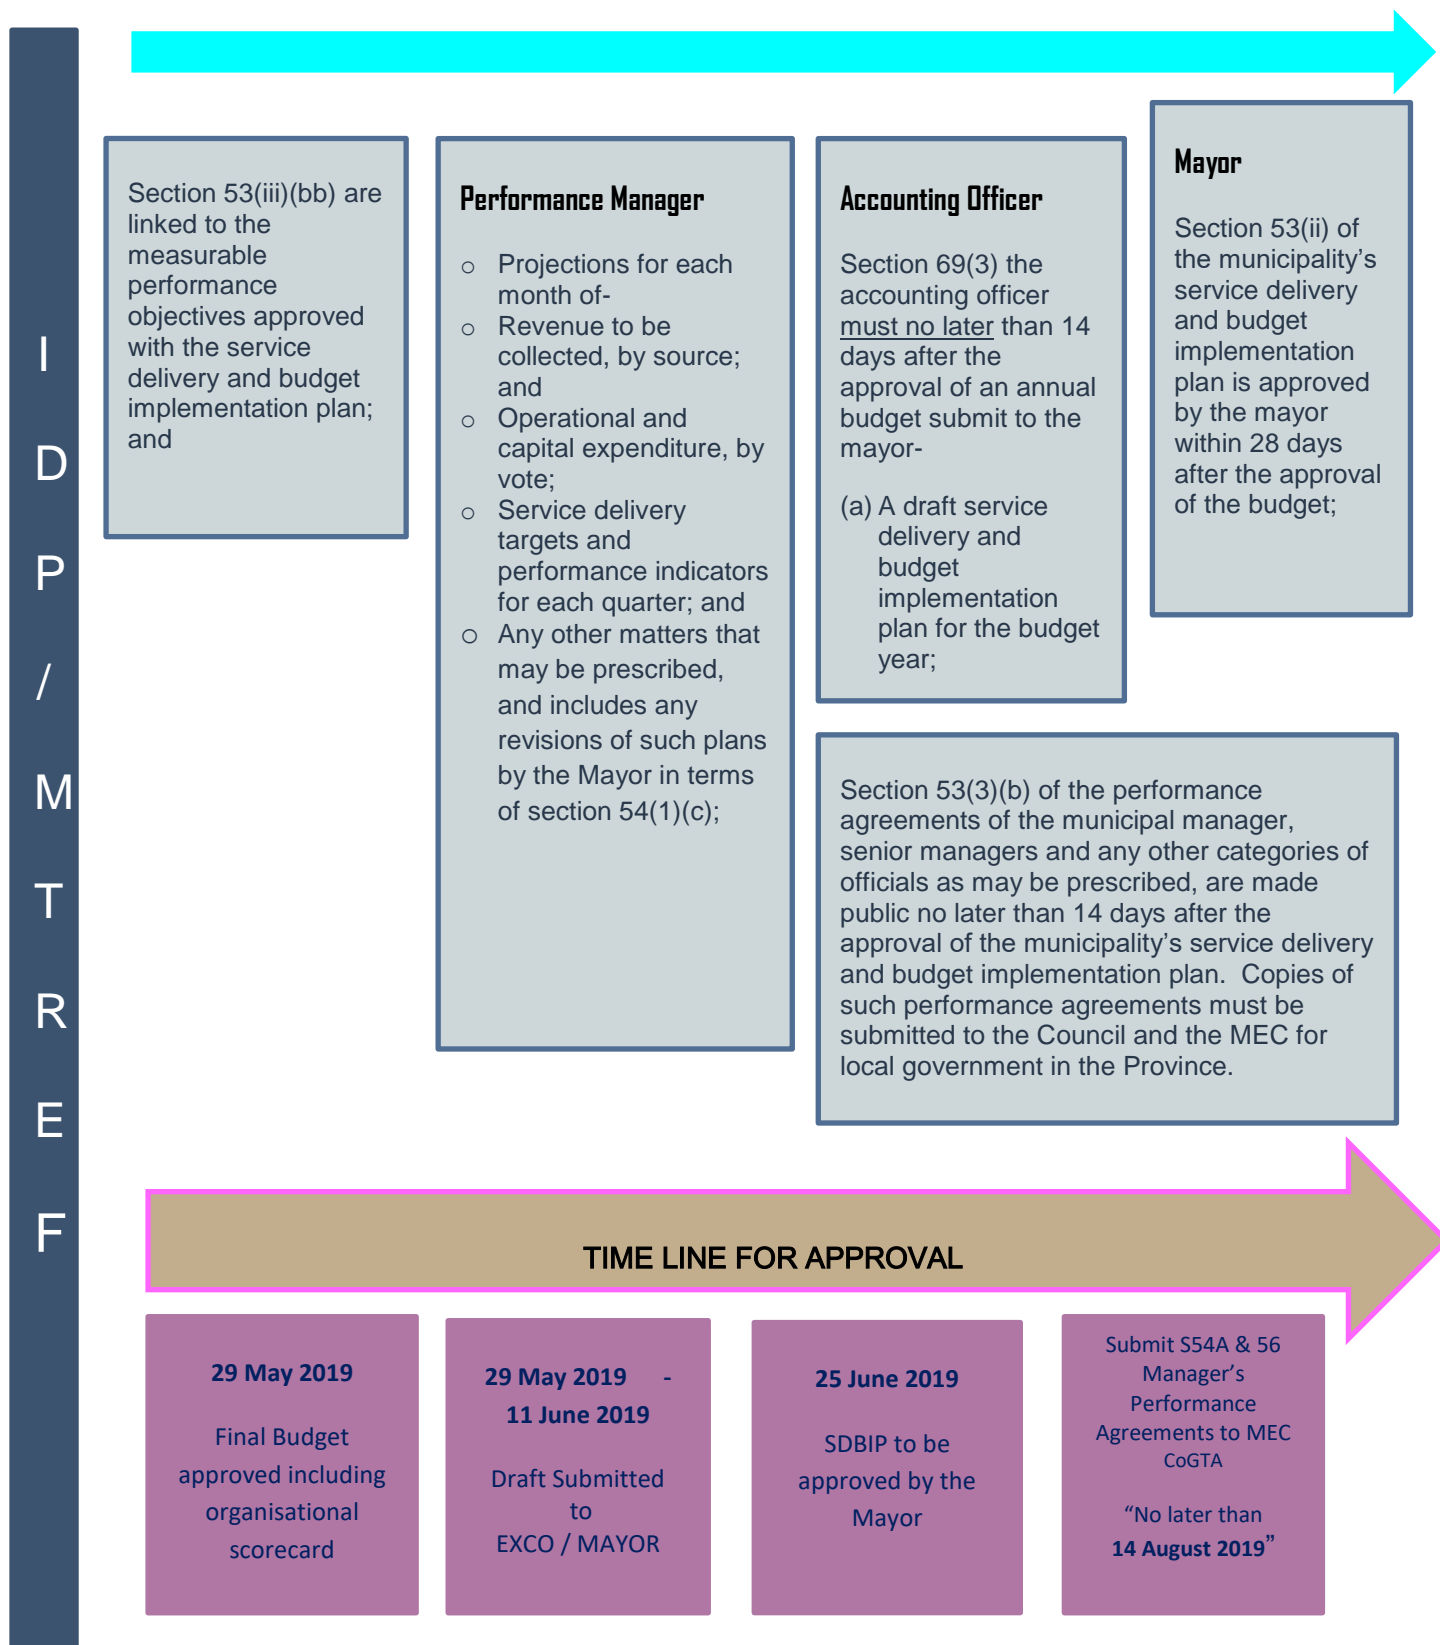 I
D
P
/
M
T
R
E
F
Section 53(iii)(bb) are
linked to the
measurable
performance
objectives approved
with the service
delivery and budget
implementation plan;
and
Performance Manager
o Projections for each
month of-
o Revenue to be
collected, by source;
and
o Operational and
capital expenditure, by
vote;
o Service delivery
targets and
performance indicators
for each quarter; and
o Any other matters that
may be prescribed,
and includes any
revisions of such plans
by the Mayor in terms
of section 54(1)(c);
Accounting Officer
Section 69(3) the
accounting officer
must no later than 14
days after the
approval of an annual
budget submit to the
mayor-
(a) A draft service
delivery and
budget
implementation
plan for the budget
year;
Mayor
Section 53(ii) of
the municipality’s
service delivery
and budget
implementation
plan is approved
by the mayor
within 28 days
after the approval
of the budget;
Section 53(3)(b) of the performance
agreements of the municipal manager,
senior managers and any other categories of
officials as may be prescribed, are made
public no later than 14 days after the
approval of the municipality’s service delivery
and budget implementation plan.  Copies of
such performance agreements must be
submitted to the Council and the MEC for
local government in the Province.
TIME LINE FOR APPROVAL
29 May 2019
Final Budget
approved including
organisational
scorecard
29 May 2019 -
11 June 2019
Draft Submitted
to
EXCO / MAYOR
25 June 2019
SDBIP to be
approved by the
Mayor
Submit S54A & 56
Manager’s
Performance
Agreements to MEC
CoGTA
“No later than
14 August 2019”